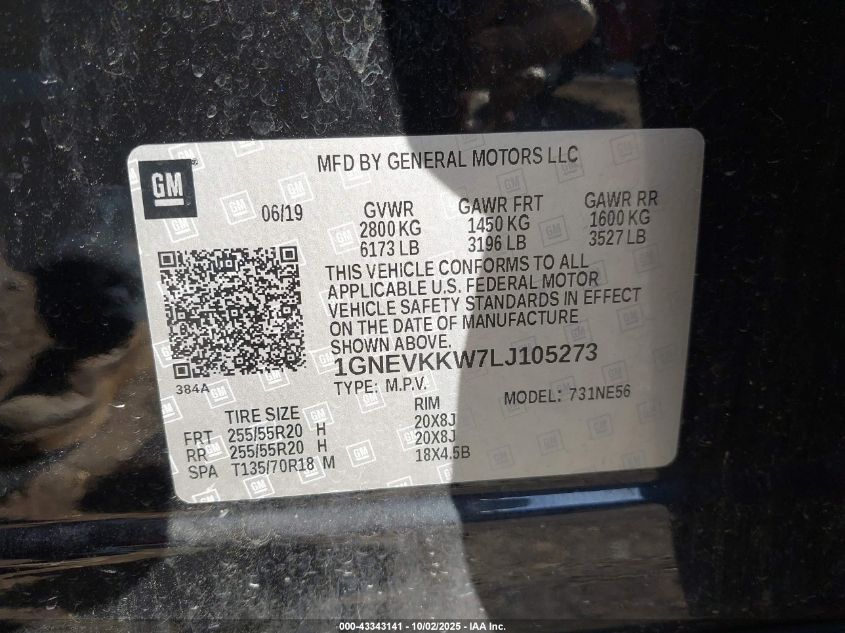 MFD BY GENERAL MOTORS LLC
GM
06/19
GVWR GAWR FRT GAWR RR
2800 KG 1450 KG 1600 KG
6173 LB 3196 LB 3527 LB
THIS VEHICLE CONFORMS TO ALL
APPLICABLE U.S. FEDERAL MOTOR
VEHICLE SAFETY STANDARDS IN EFFECT
ON THE DATE OF MANUFACTURE
SHOWN ABOVE.
1GNEVKKW7LJ105273
384A
TYPE: M.P.V. MODEL: 731NE56
TIRE SIZE RIM
FRT 255/55R20 H 20X8J
RR 255/55R20 H 20X8J
SPA T135/70R18 M 18X4.5B
000-43343141 - 10/02/2025 - IAA Inc.